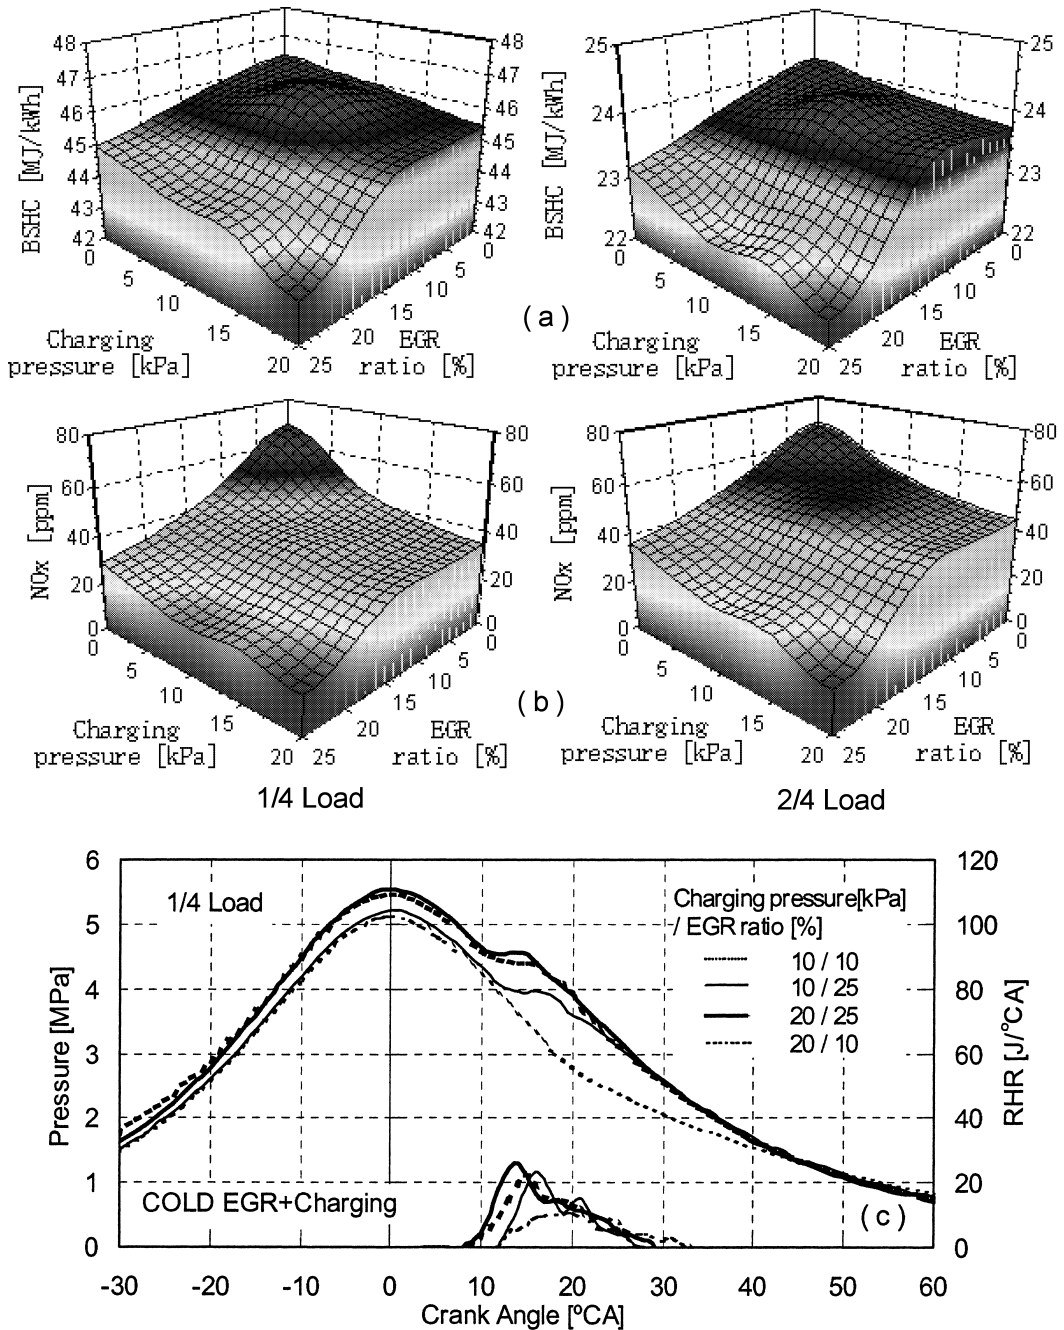 48 48 25 25
47 47
46 46 24 24
45 45
44 44 23 23
43 43
42 42 22 22
BSHC [MJ/kWh] BSHC [MJ/kWh] BSHC [MJ/kWh] BSHC [MJ/kWh]
0 5 10 15 20 25 20 15 10 5 0
0 5 10 15 20 25 20 15 10 5 0
Charging pressure [kPa] EGR ratio [%]
(a)
Charging pressure [kPa] EGR ratio [%]
80 80 80 80
60 60 60 60
40 40 40 40
20 20 20 20
0 0 0 0
NOx [ppm] NOx [ppm]
0 5 10 15 20 25 20 15 10 5 0
0 5 10 15 20 25 20 15 10 5 0
Charging pressure [kPa] EGR ratio [%]
(b)
Charging pressure [kPa] EGR ratio [%]
1/4 Load 2/4 Load
6 120
1/4 Load
Charging pressure[kPa]
/ EGR ratio [%]
5 100
10 / 10
10 / 25
20 / 25
20 / 10
4 80
3 60
2 40
1 20
0 0
Pressure [MPa]
RHR [J/°CA]
COLD EGR+Charging
(c)
-30 -20 -10 0 10 20 30 40 50 60
Crank Angle [ºCA]